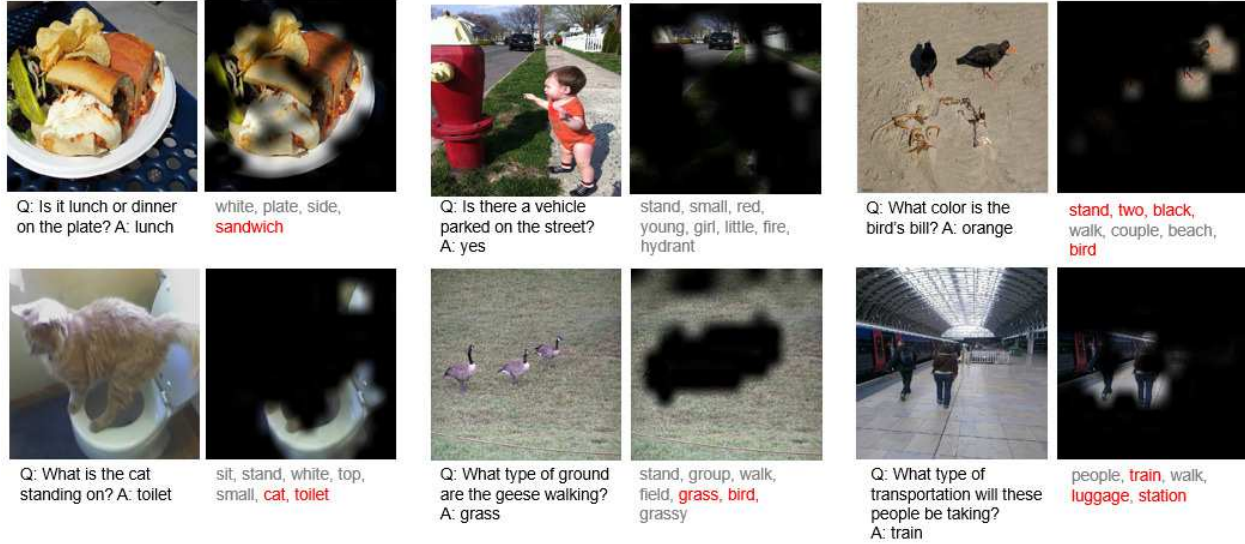 Q: Is it lunch or dinner
on the plate? A: lunch
white, plate, side,
sandwich
Q: Is there a vehicle
parked on the street?
A: yes
stand, small, red,
young, girl, little, fire,
hydrant
Q: What color is the
bird's bill? A: orange
stand, two, black,
walk, couple, beach,
bird
Q: What is the cat
standing on? A: toilet
sit, stand, white, top,
small, cat, toilet
Q: What type of ground
are the geese walking?
A: grass
stand, group, walk,
field, grass, bird,
grassy
Q: What type of
transportation will these
people be taking?
A: train
people, train, walk,
luggage, station